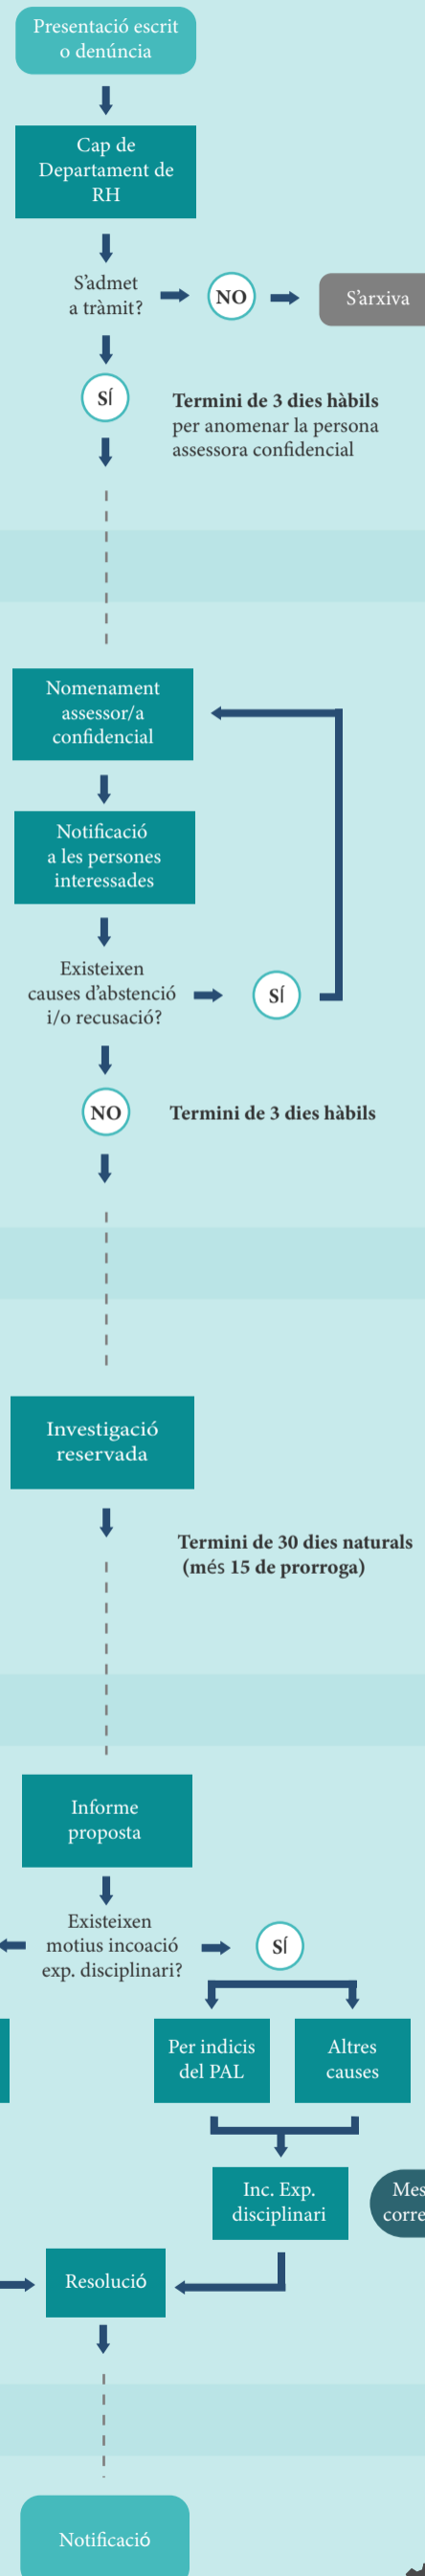 Presentació escrit
o denúncia
Cap de
Departament de
RH
S'admet
a tràmit?
NO
S'arxiva
SÍ
Termini de 3 dies hàbils
per anomenar la persona
assessora confidencial
Nomenament
assessor/a
confidencial
Notificació
a les persones
interessades
Existeixen
causes d'abstenció
i/o recusació?
SÍ
NO
Termini de 3 dies hàbils
Investigació
reservada
Termini de 30 dies naturals
(més 15 de prorroga)
Informe
proposta
Existeixen
motius incoació
exp. disciplinari?
SÍ
Per indicis
del PAL
Altres
causes
Inc. Exp.
disciplinari
Mes
corre
Resolució
Notificació